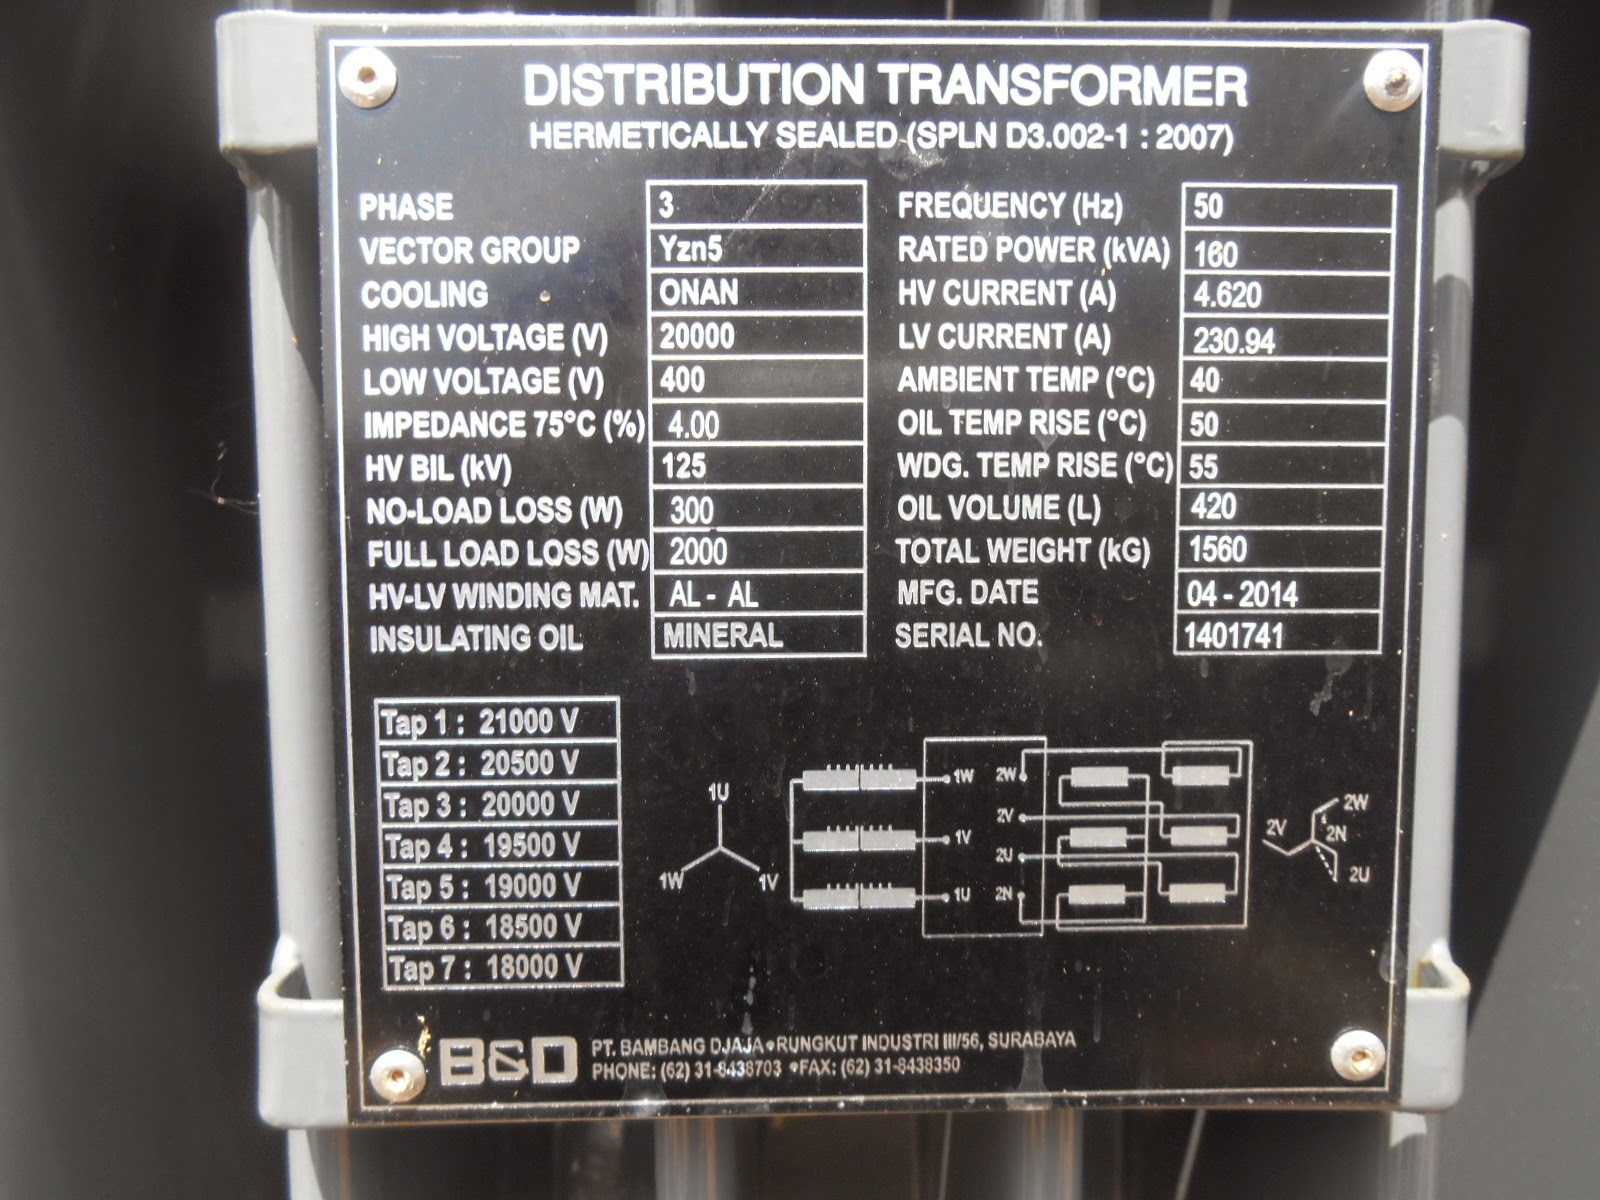 DISTRIBUTION TRANSFORMER
HERMETICALLY SEALED (SPLN D3.002-1 : 2007)
PHASE 3 FREQUENCY (Hz) 50
VECTOR GROUP Yzn5 RATED POWER (kVA) 160
COOLING ONAN HV CURRENT (A) 4.620
HIGH VOLTAGE (V) 20000 LV CURRENT (A) 230.94
LOW VOLTAGE (V) 400 AMBIENT TEMP (°C) 40
IMPEDANCE 75°C (%) 4.00 OIL TEMP RISE (°C) 50
HV BIL (kV) 125 WDG. TEMP RISE (°C) 55
NO-LOAD LOSS (W) 300 OIL VOLUME (L) 420
FULL LOAD LOSS (W) 2000 TOTAL WEIGHT (kG) 1560
HV-LV WINDING MAT. AL - AL MFG. DATE 04 - 2014
INSULATING OIL MINERAL SERIAL NO. 1401741
Tap 1 : 21000 V
Tap 2 : 20500 V
Tap 3 : 20000 V
Tap 4 : 19500 V
Tap 5 : 19000 V
Tap 6 : 18500 V
Tap 7 : 18000 V
1U
1W 1V
1W 2W
2V
1V
2U
1U 2N
2W
2V 2N
2U
B&D PT. BAMBANG DJAJA•RUNGKUT INDUSTRI III/56, SURABAYA
PHONE: (62) 31-8438703 •FAX: (62) 31-8438350